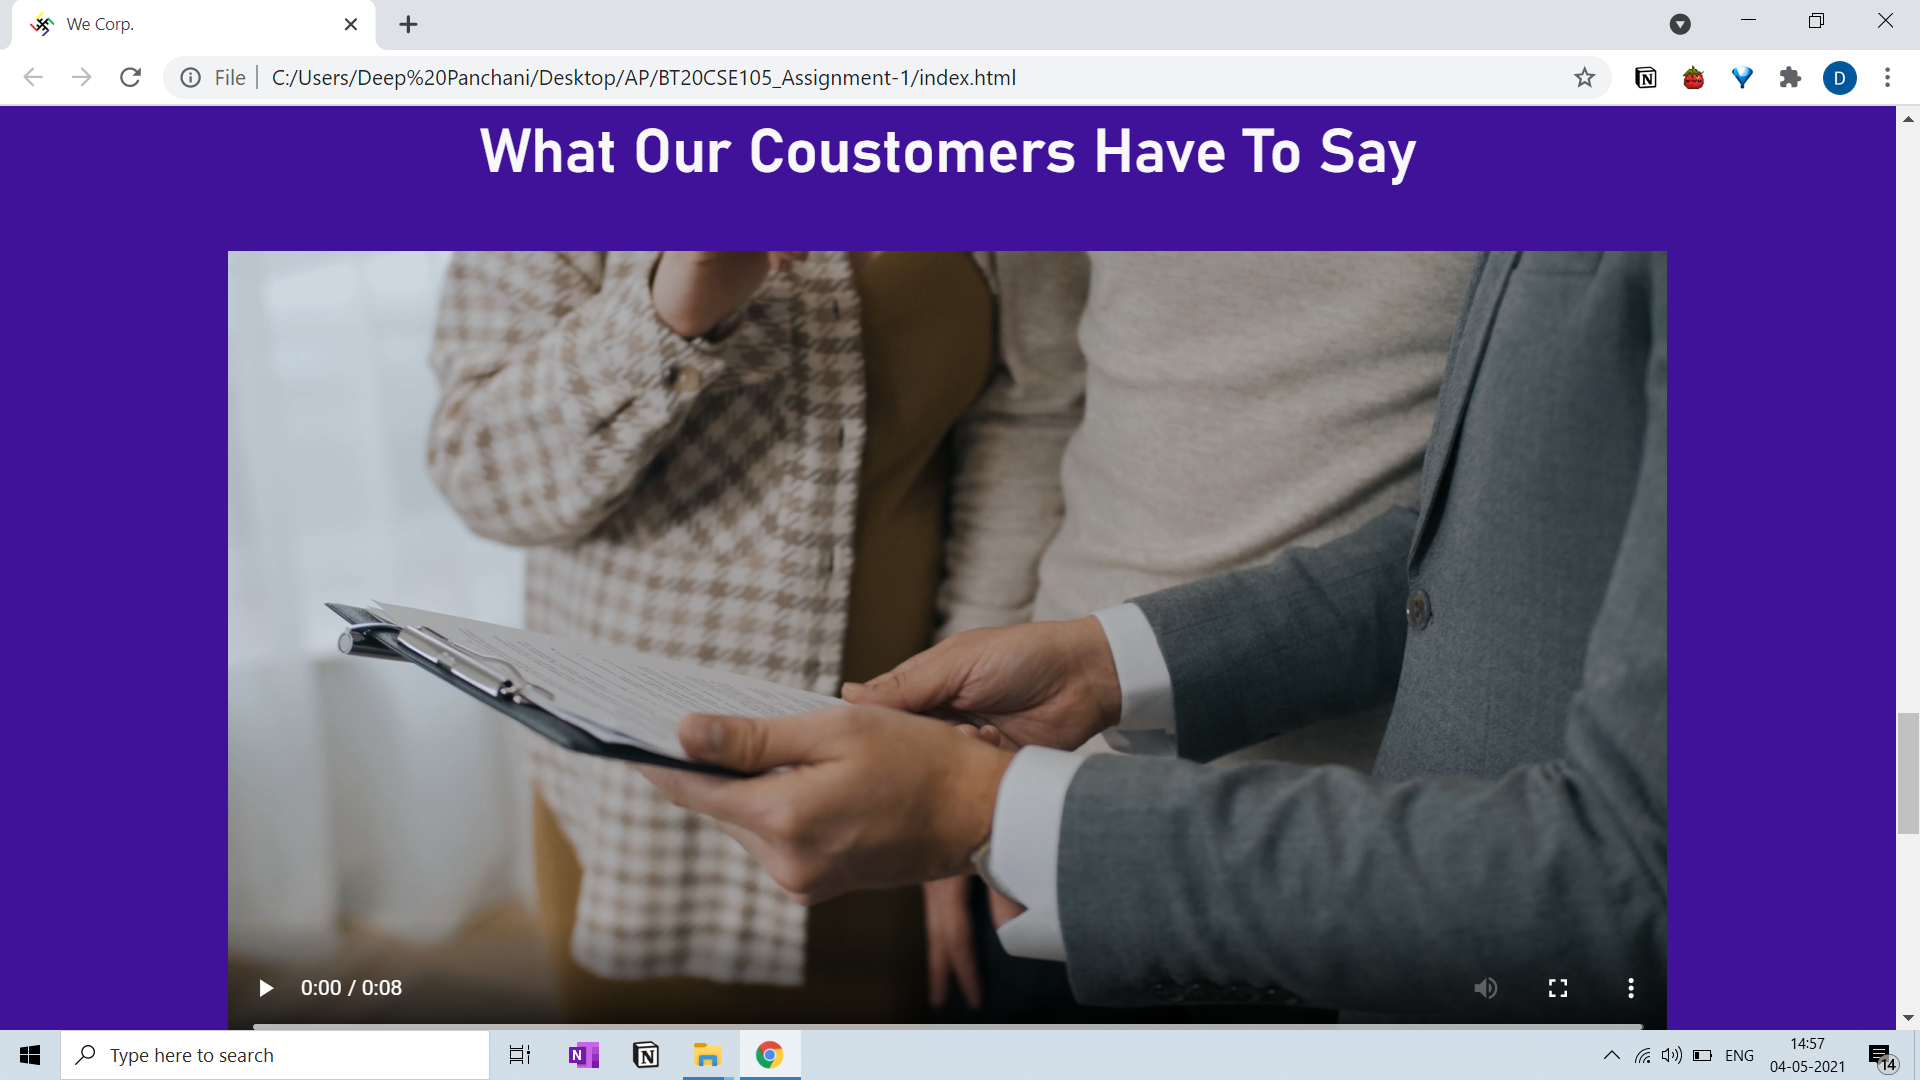 We Corp.
File C:/Users/Deep%20Panchani/Desktop/AP/BT20CSE105_Assignment-1/index.html
D
What Our Coustomers Have To Say
0:00 / 0:08
Type here to search
N
ENG
14:57
04-05-2021
14